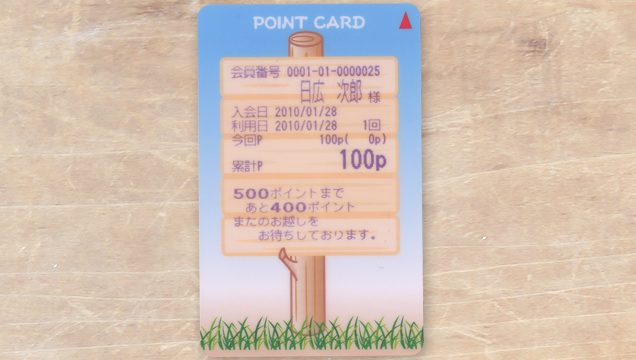 POINT CARD
会員番号 0001-01-0000025
日広 次郎 様
入会日 2010/01/28
利用日 2010/01/28 1回
今回P 100p( 0p)
累計P 100p
500ポイントまで
あと400ポイント
またのお越しを
お待ちしております。